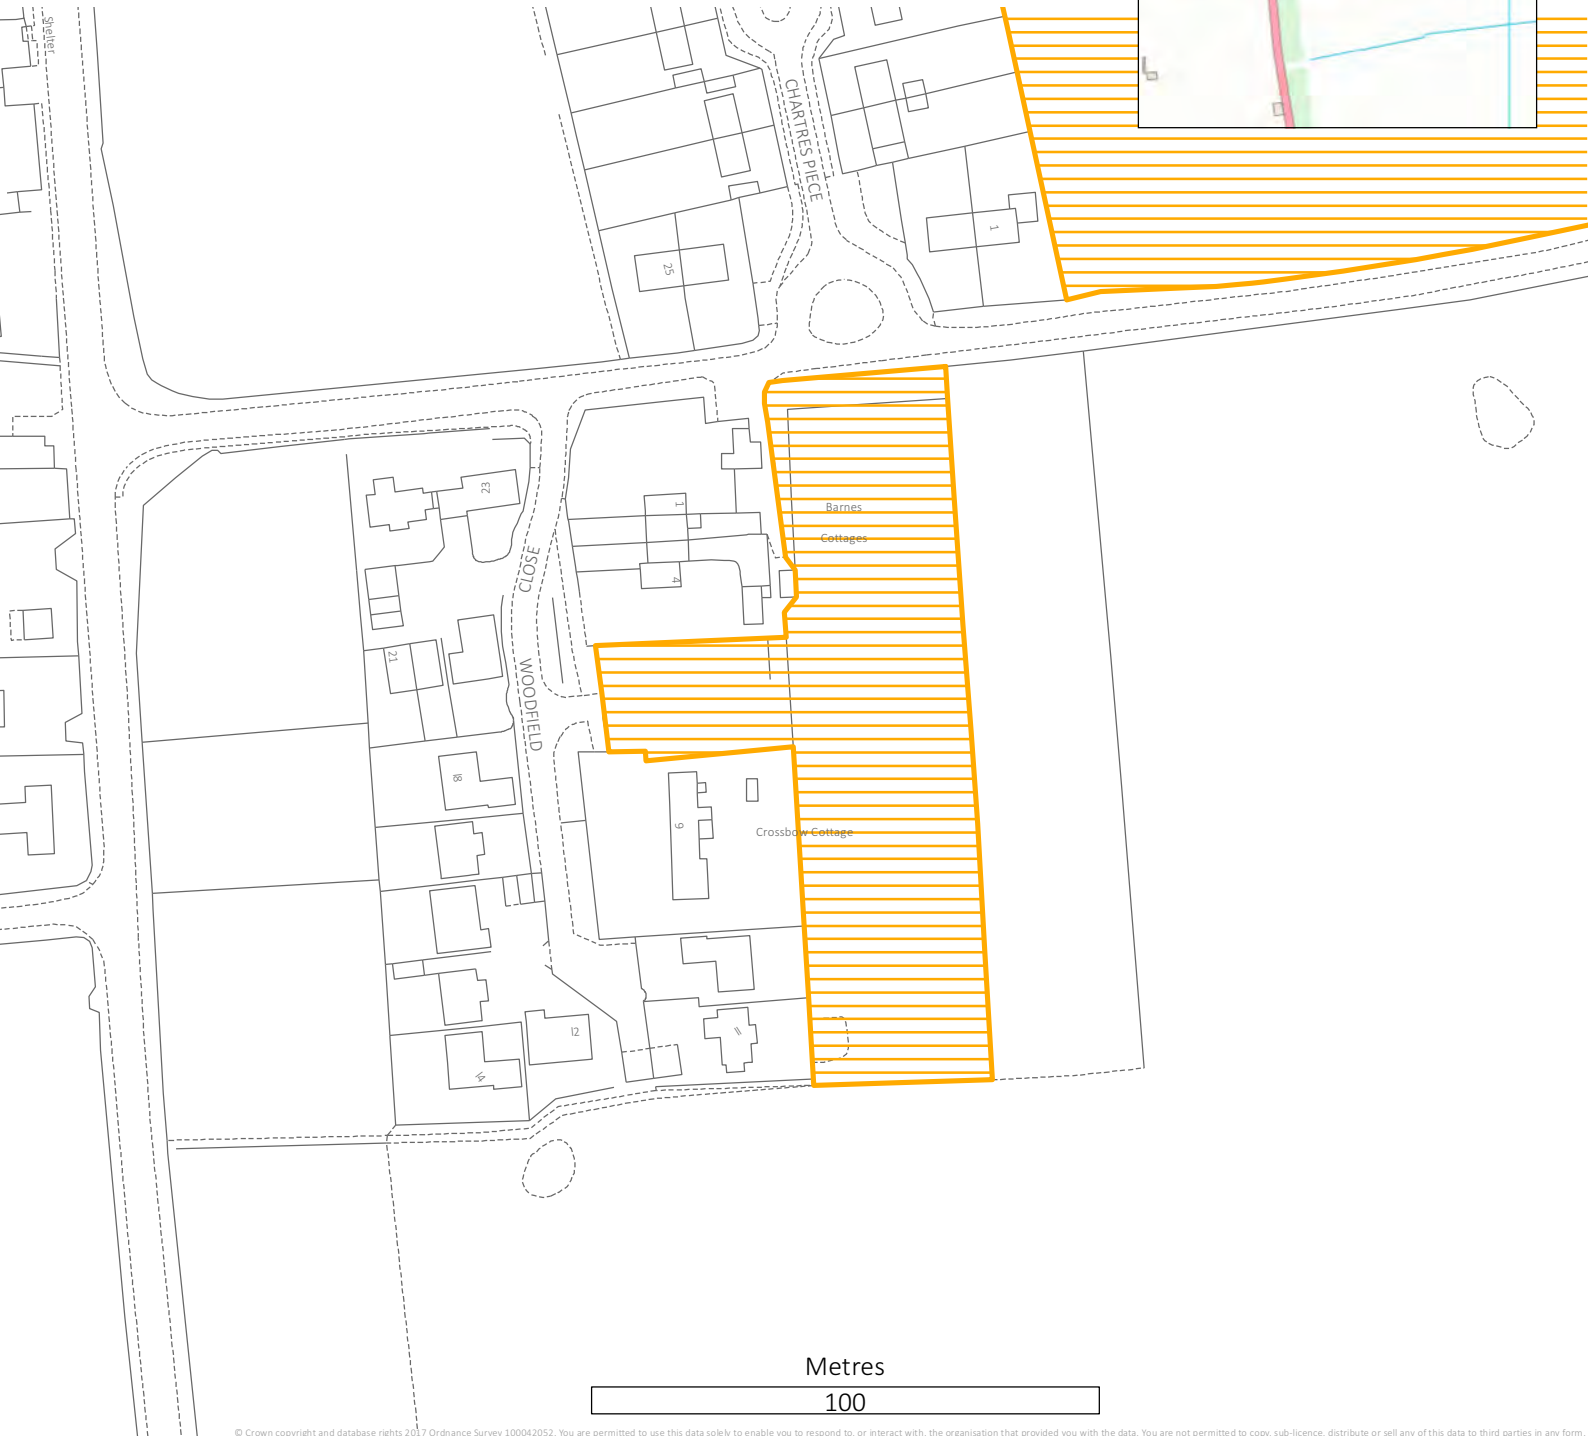 Shelter
CHARTRES PIECE
1
25
23
Barnes
1
Cottages
CLOSE
4
21
WOODFIELD
18
9
Crossbow Cottage
12
11
14
Metres
100
© Crown copyright and database rights 2017 Ordnance Survey 100042052. You are permitted to use this data solely to enable you to respond to, or interact with, the organisation that provided you with the data. You are not permitted to copy, sub-licence, distribute or sell any of this data to third parties in any form.